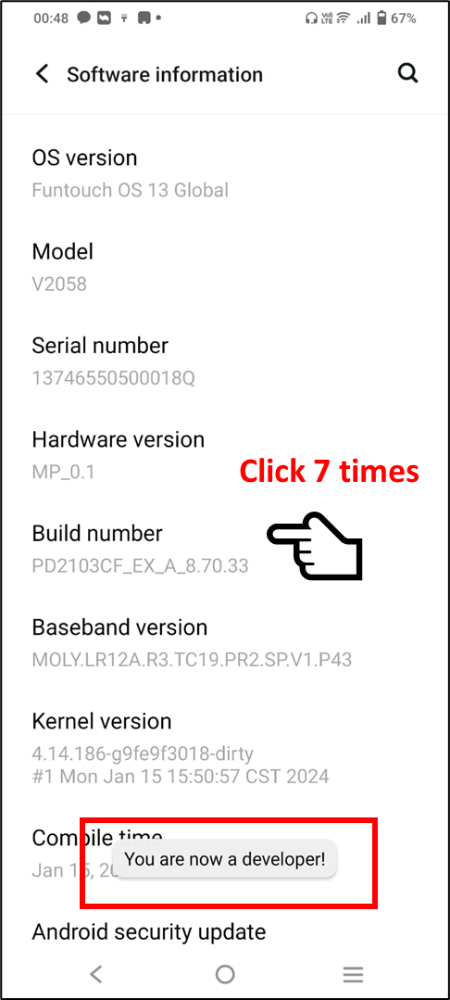 00:48 VoD LTE 67%
Software information
OS version
Funtouch OS 13 Global
Model
V2058
Serial number
13746550500018Q
Hardware version
MP_0.1
Click 7 times
Build number
PD2103CF_EX_A_8.70.33
Baseband version
MOLY.LR12A.R3.TC19.PR2.SP.V1.P43
Kernel version
4.14.186-g9fe9f3018-dirty
#1 Mon Jan 15 15:50:57 CST 2024
Compile time
Jan 15, 20
You are now a developer!
Android security update